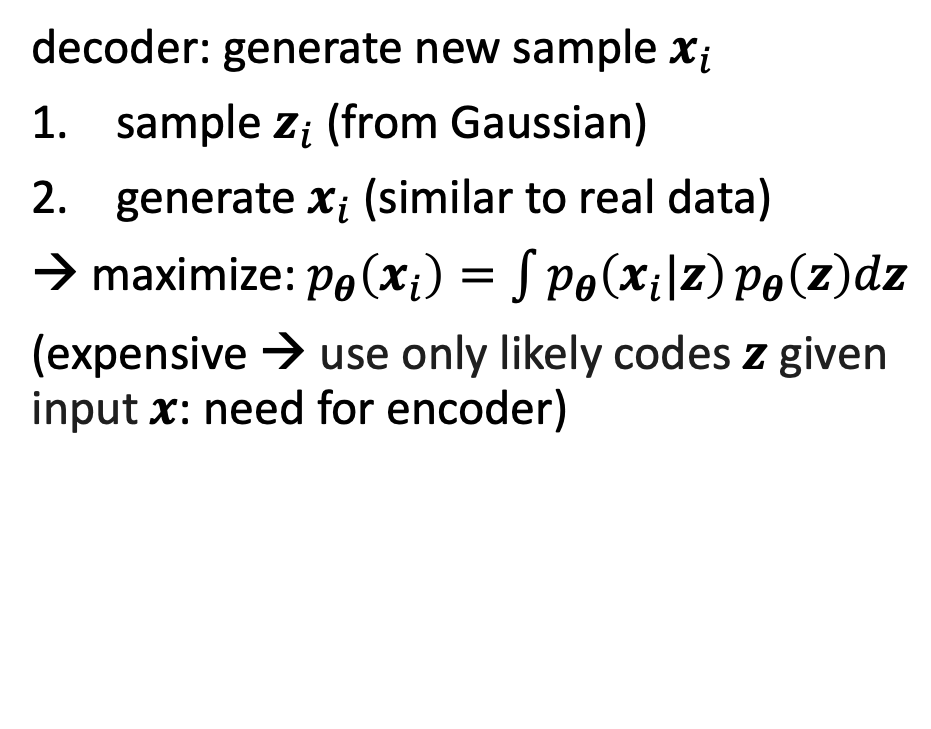 decoder: generate new sample 𝒙ᵢ
1. sample 𝒛ᵢ (from Gaussian)
2. generate 𝒙ᵢ (similar to real data)
→ maximize: p_𝜽(𝒙ᵢ) = ∫ p_𝜽(𝒙ᵢ|𝐳) p_𝜽(𝐳)d𝐳
(expensive → use only likely codes 𝒛 given
input 𝒙: need for encoder)